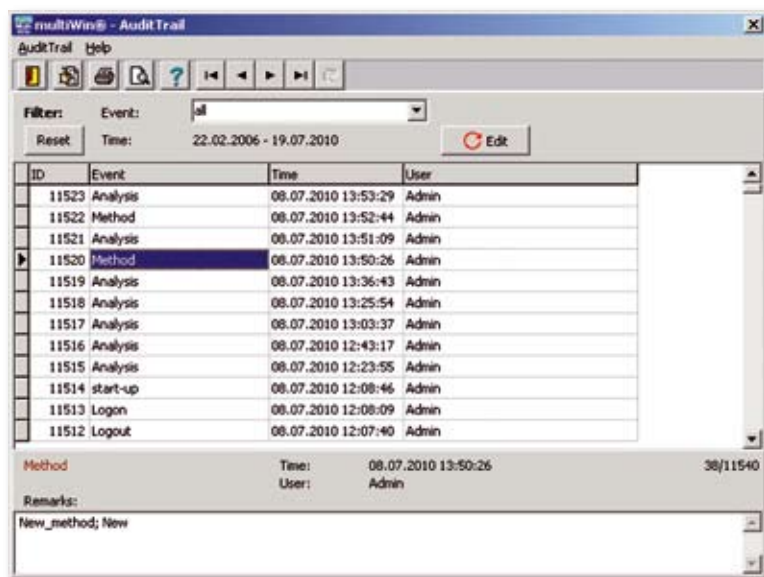 multiWin® - AuditTrail
AuditTrail Help
?
Filter: Event: all
Reset Time: 22.02.2006 - 19.07.2010 Edit
ID Event Time User
11523 Analysis 08.07.2010 13:53:29 Admin
11522 Method 08.07.2010 13:52:44 Admin
11521 Analysis 08.07.2010 13:51:09 Admin
11520 Method 08.07.2010 13:50:26 Admin
11519 Analysis 08.07.2010 13:36:43 Admin
11518 Analysis 08.07.2010 13:25:54 Admin
11517 Analysis 08.07.2010 13:03:37 Admin
11516 Analysis 08.07.2010 12:43:17 Admin
11515 Analysis 08.07.2010 12:23:55 Admin
11514 start-up 08.07.2010 12:08:46 Admin
11513 Logon 08.07.2010 12:08:09 Admin
11512 Logout 08.07.2010 12:07:40 Admin
Method Time: 08.07.2010 13:50:26 38/11540
User: Admin
Remarks:
New_method; New